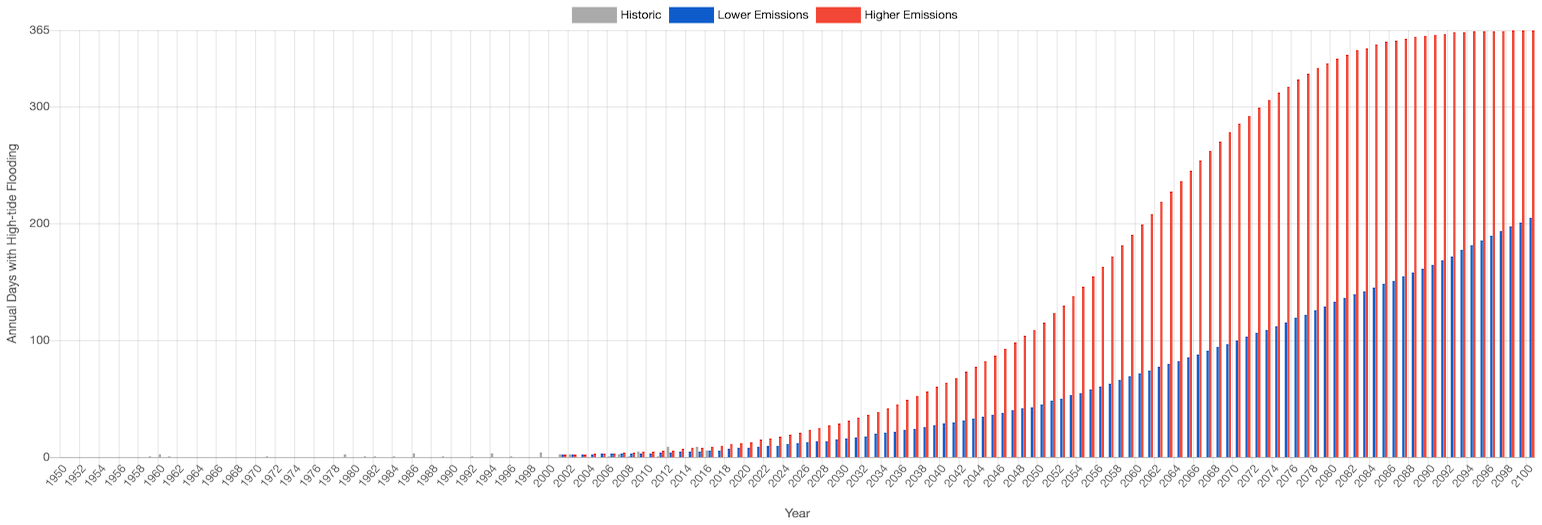 Historic Lower Emissions Higher Emissions
365
300
200
100
0
Annual Days with High-tide Flooding
1950 1952 1954 1956 1958 1960 1962 1964 1966 1968 1970 1972 1974 1976 1978 1980 1982 1984 1986 1988 1990 1992 1994 1996 1998 2000 2002 2004 2006 2008 2010 2012 2014 2016 2018 2020 2022 2024 2026 2028 2030 2032 2034 2036 2038 2040 2042 2044 2046 2048 2050 2052 2054 2056 2058 2060 2062 2064 2066 2068 2070 2072 2074 2076 2078 2080 2082 2084 2086 2088 2090 2092 2094 2096 2098 2100
Year